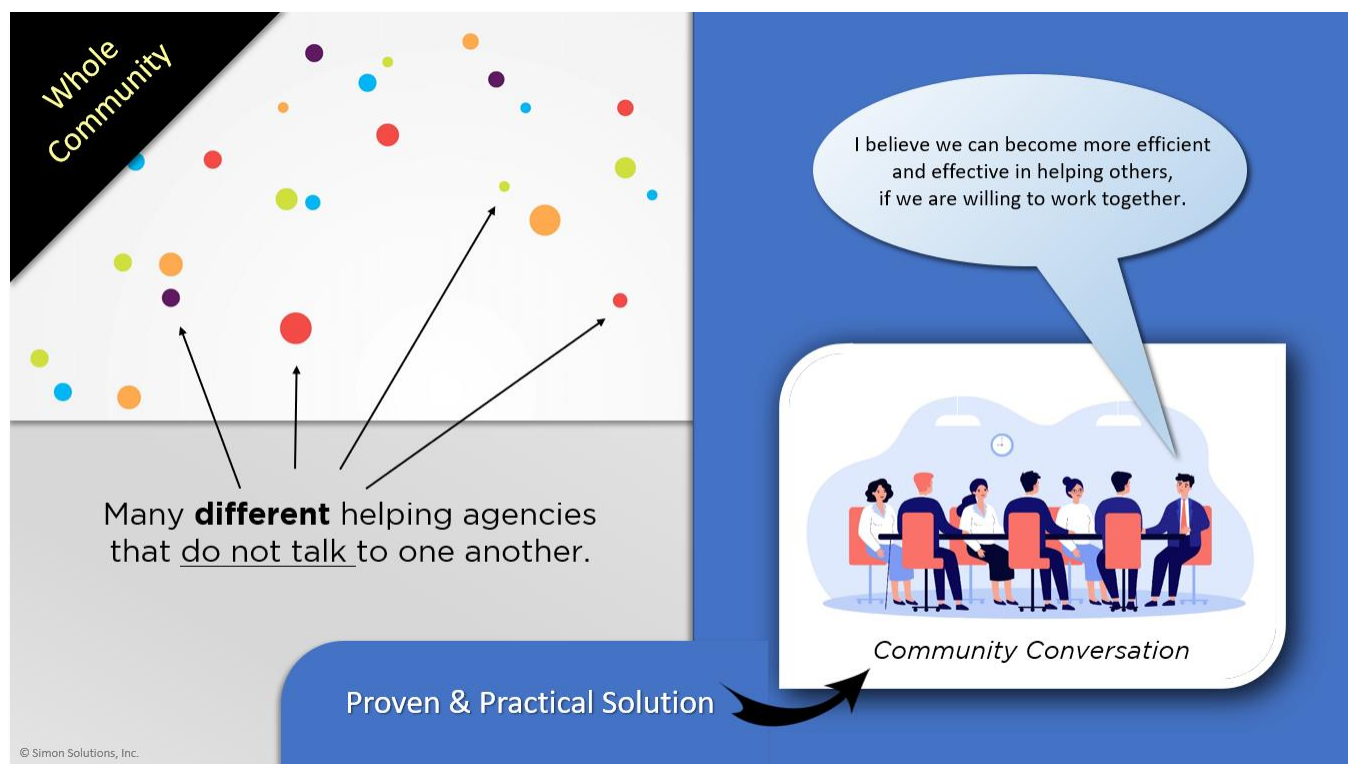 Whole
Community
I believe we can become more efficient
and effective in helping others,
if we are willing to work together.
Many different helping agencies
that do not talk to one another.
Community Conversation
Proven & Practical Solution
© Simon Solutions, Inc.